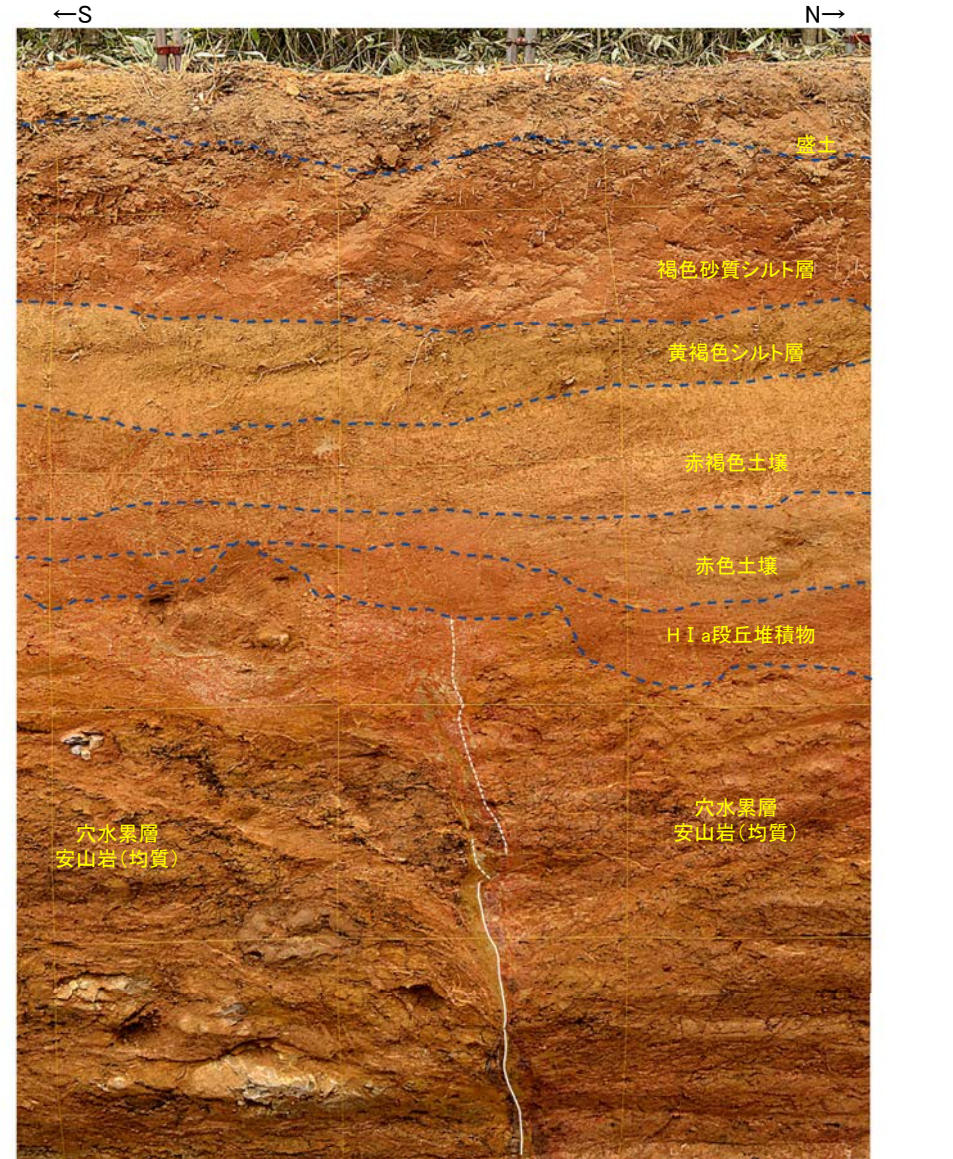 ←S
N→
盛土
褐色砂質シルト層
黄褐色シルト層
赤褐色土壌
赤色土壌
HⅠa段丘堆積物
穴水累層
安山岩(均質)
穴水累層
安山岩(均質)